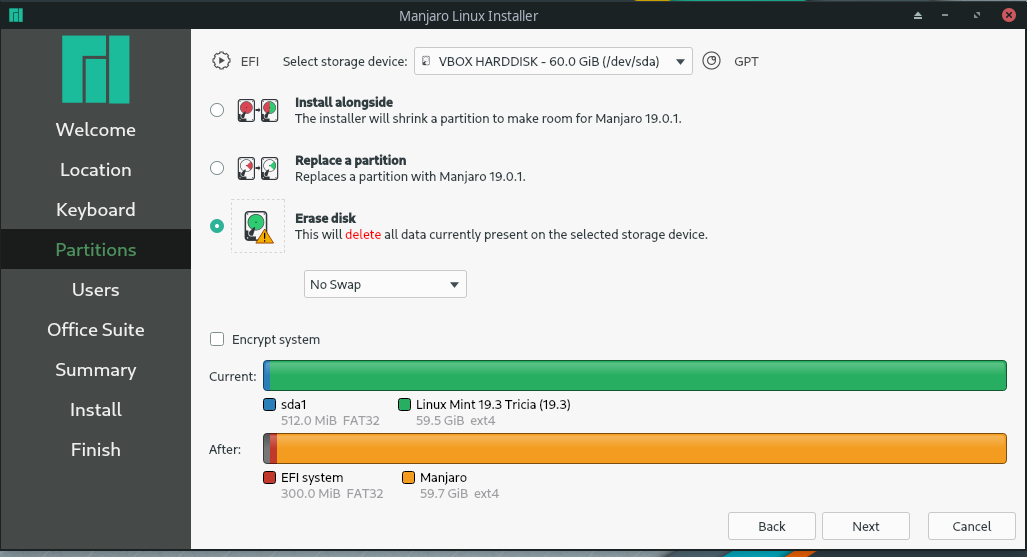 Manjaro Linux Installer
Welcome
Location
Keyboard
Partitions
Users
Office Suite
Summary
Install
Finish
EFI Select storage device: VBOX HARDDISK - 60.0 GiB (/dev/sda) GPT
Install alongside
The installer will shrink a partition to make room for Manjaro 19.0.1.
Replace a partition
Replaces a partition with Manjaro 19.0.1.
Erase disk
This will delete all data currently present on the selected storage device.
No Swap
Encrypt system
Current:
sda1 Linux Mint 19.3 Tricia (19.3)
512.0 MiB FAT32 59.5 GiB ext4
After:
EFI system Manjaro
300.0 MiB FAT32 59.7 GiB ext4
Back Next Cancel